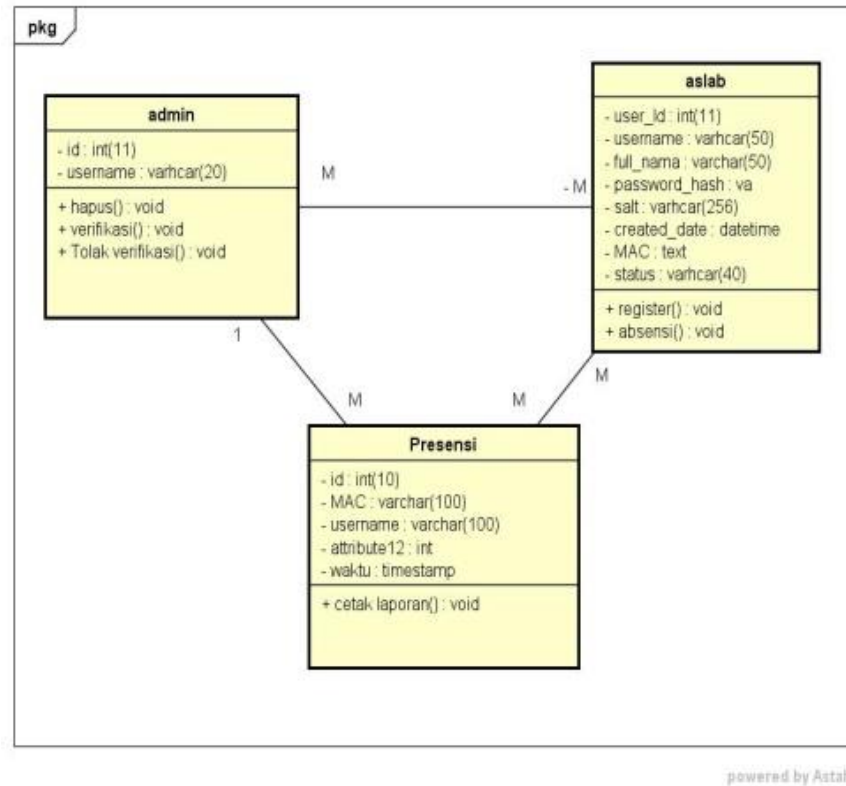 pkg
admin
- id : int(11)
- username : varhcar(20)
+ hapus() : void
+ verifikasi() : void
+ Tolak verifikasi() : void
M
- M
aslab
- user_Id : int(11)
- username : varhcar(50)
- full_nama : varchar(50)
- password_hash : va
- salt : varhcar(256)
- created_date : datetime
- MAC : text
- status : varhcar(40)
+ register() : void
+ absensi() : void
1
M
M
M
Presensi
- id : int(10)
- MAC : varchar(100)
- username : varchar(100)
- attribute12 : int
- waktu : timestamp
+ cetak laporan() : void
powered by Astah